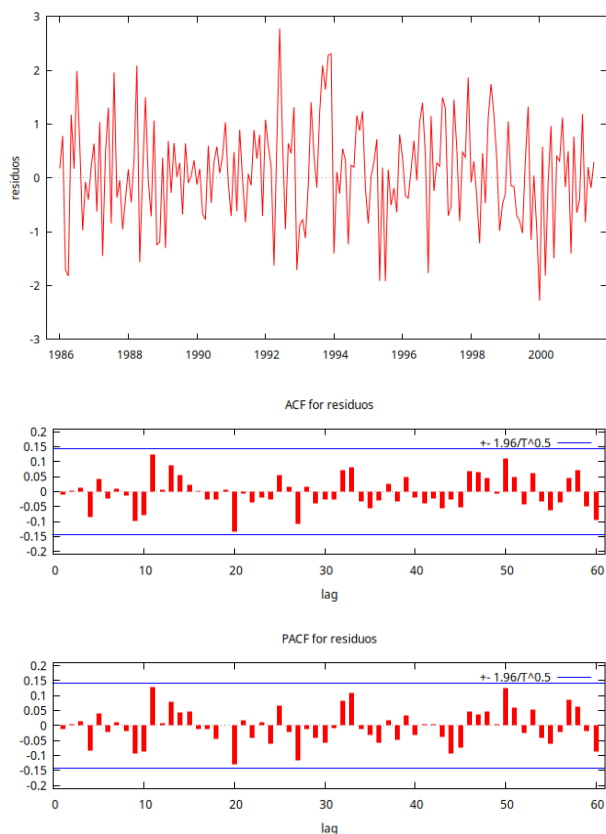 3
2
1
0
-1
-2
-3
residuos
1986 1988 1990 1992 1994 1996 1998 2000
ACF for residuos
0.2
0.15
0.1
0.05
0
-0.05
-0.1
-0.15
-0.2
+- 1.96/T^0.5
0 10 20 30 40 50 60
lag
PACF for residuos
0.2
0.15
0.1
0.05
0
-0.05
-0.1
-0.15
-0.2
+- 1.96/T^0.5
0 10 20 30 40 50 60
lag